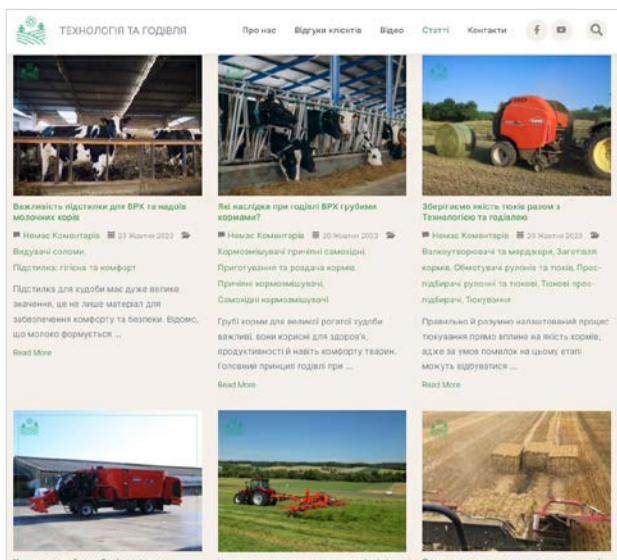 ТЕХНОЛОГІЯ ТА ГОДІВЛЯ
Про нас Відгуки клієнтів Відео Статті Контакти
Важливість підстилки для ВРХ та надоїв
молочних корів
Немає Коментарів 23 Жовтня 2023
Видувачі соломи,
Підстилка: гігієна та комфорт
Підстилка для худоби має дуже велике
значення, це не лише матеріал для
забезпечення комфорту та безпеки. Відомо,
що молоко формується ...
Read More
Які наслідки при годівлі ВРХ грубими
кормами?
Немає Коментарів 20 Жовтня 2023
Кормозмішувачі причіпні самохідні,
Приготування та роздача кормів,
Причіпні кормозмішувачі,
Самохідні кормозмішувачі
Грубі корми для великої рогатої худоби
важливі, вони корисні для здоров'я,
продуктивності й навіть комфорту тварин.
Головний принцип годівлі при ...
Read More
Зберігаємо якість тюків разом з
Технологією та годівлею
Немає Коментарів 20 Жовтня 2023
Валкоутворювачі та мерджери, Заготівля
кормів, Обмотувачі рулонів та тюків, Прес-
підбирачі рулонні та тюкові, Тюкові прес-
підбирачі, Тюкування
Правильно й розумно налаштований процес
тюкування прямо вплине на якість кормів,
адже за умов помилок на цьому етапі
можуть відбуватися ...
Read More